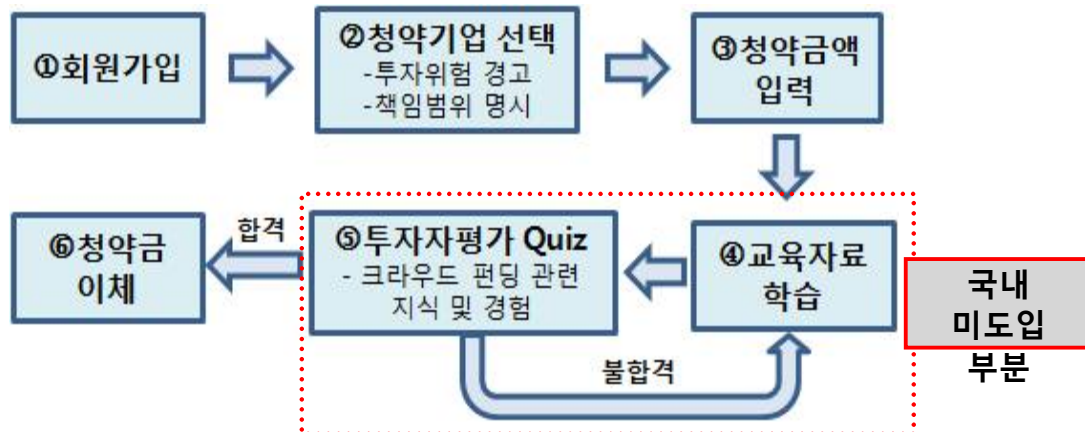 ①회원가입
②청약기업 선택
-투자위험 경고
-책임범위 명시
③청약금액
입력
④교육자료
학습
⑤투자자평가 Quiz
- 크라우드 펀딩 관련
지식 및 경험
합격
불합격
⑥청약금
이체
국내
미도입
부분